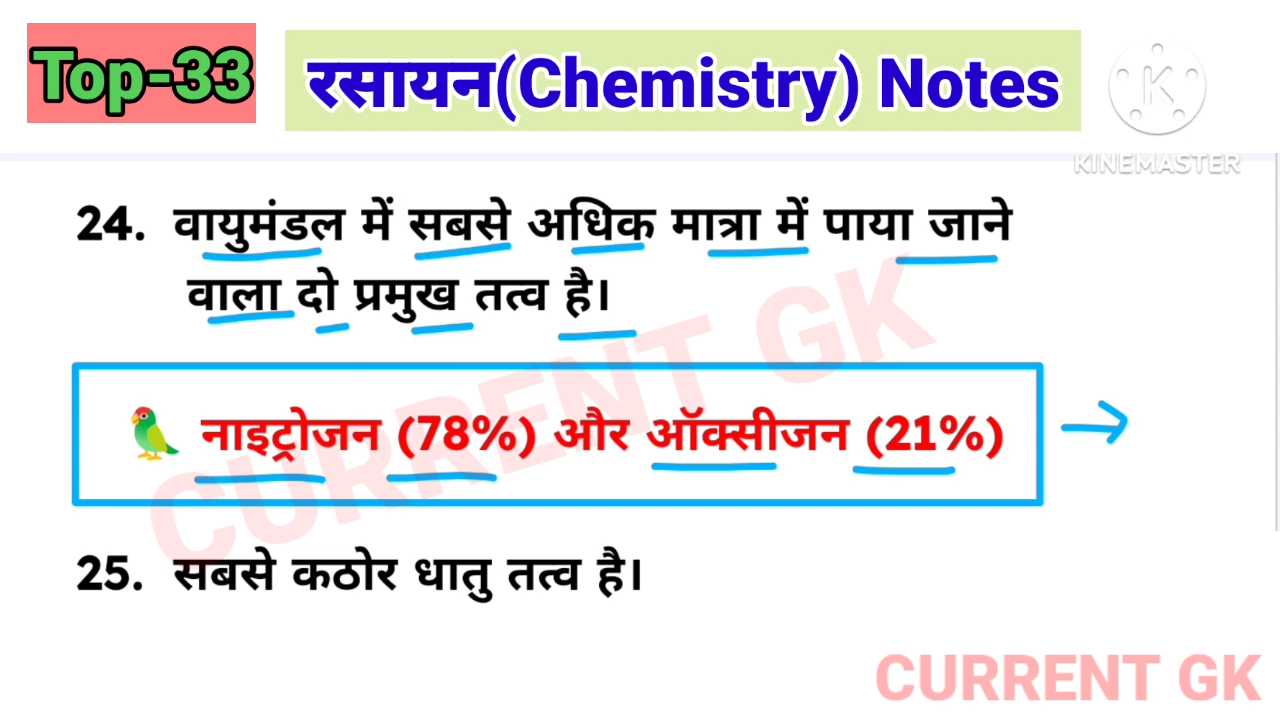 Top-33
रसायन(Chemistry) Notes
K
KINEMASTER
24. वायुमंडल में सबसे अधिक मात्रा में पाया जाने
वाला दो प्रमुख तत्व है।
CURRENT GK
नाइट्रोजन (78%) और ऑक्सीजन (21%)
25. सबसे कठोर धातु तत्व है।
CURRENT GK